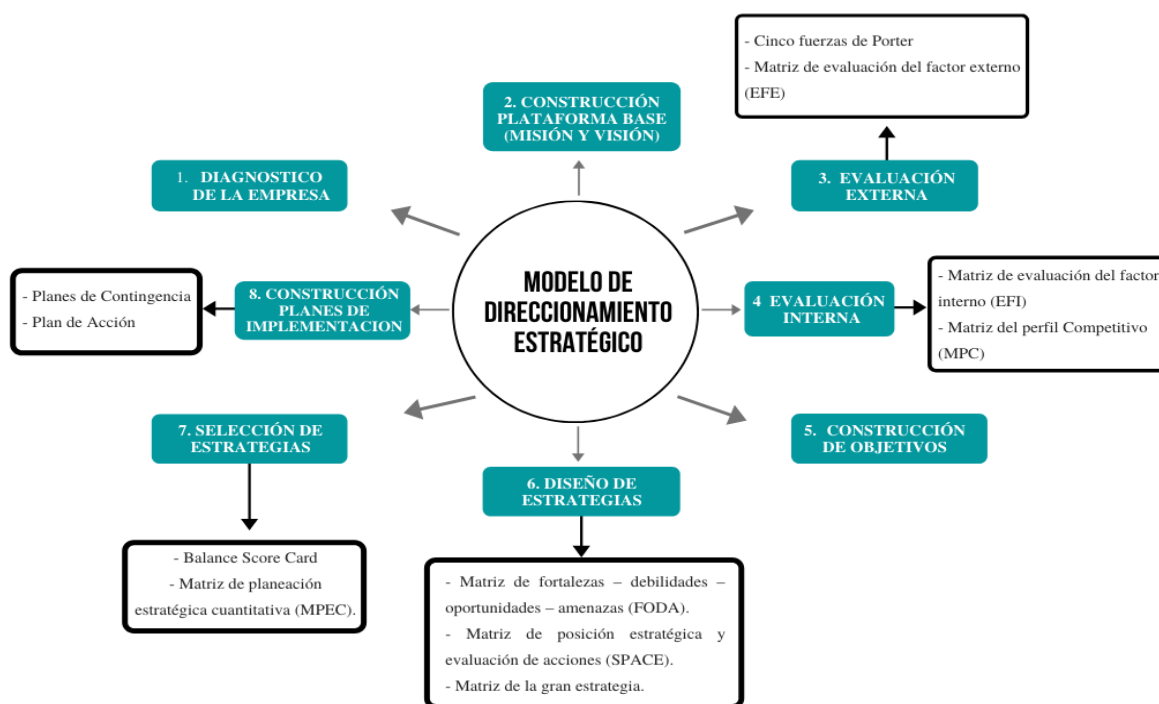 MODELO DE
DIRECCIONAMIENTO
ESTRATÉGICO
1. DIAGNOSTICO
DE LA EMPRESA
2. CONSTRUCCIÓN
PLATAFORMA BASE
(MISIÓN Y VISIÓN)
3. EVALUACIÓN
EXTERNA
- Cinco fuerzas de Porter
- Matriz de evaluación del factor externo
(EFE)
4 EVALUACIÓN
INTERNA
- Matriz de evaluación del factor
interno (EFI)
- Matriz del perfil Competitivo
(MPC)
5. CONSTRUCCIÓN
DE OBJETIVOS
6. DISEÑO DE
ESTRATEGIAS
- Matriz de fortalezas – debilidades –
oportunidades – amenazas (FODA).
- Matriz de posición estratégica y
evaluación de acciones (SPACE).
- Matriz de la gran estrategia.
7. SELECCIÓN DE
ESTRATEGIAS
- Balance Score Card
- Matriz de planeación
estratégica cuantitativa (MPEC).
8. CONSTRUCCIÓN
PLANES DE
IMPLEMENTACION
- Planes de Contingencia
- Plan de Acción